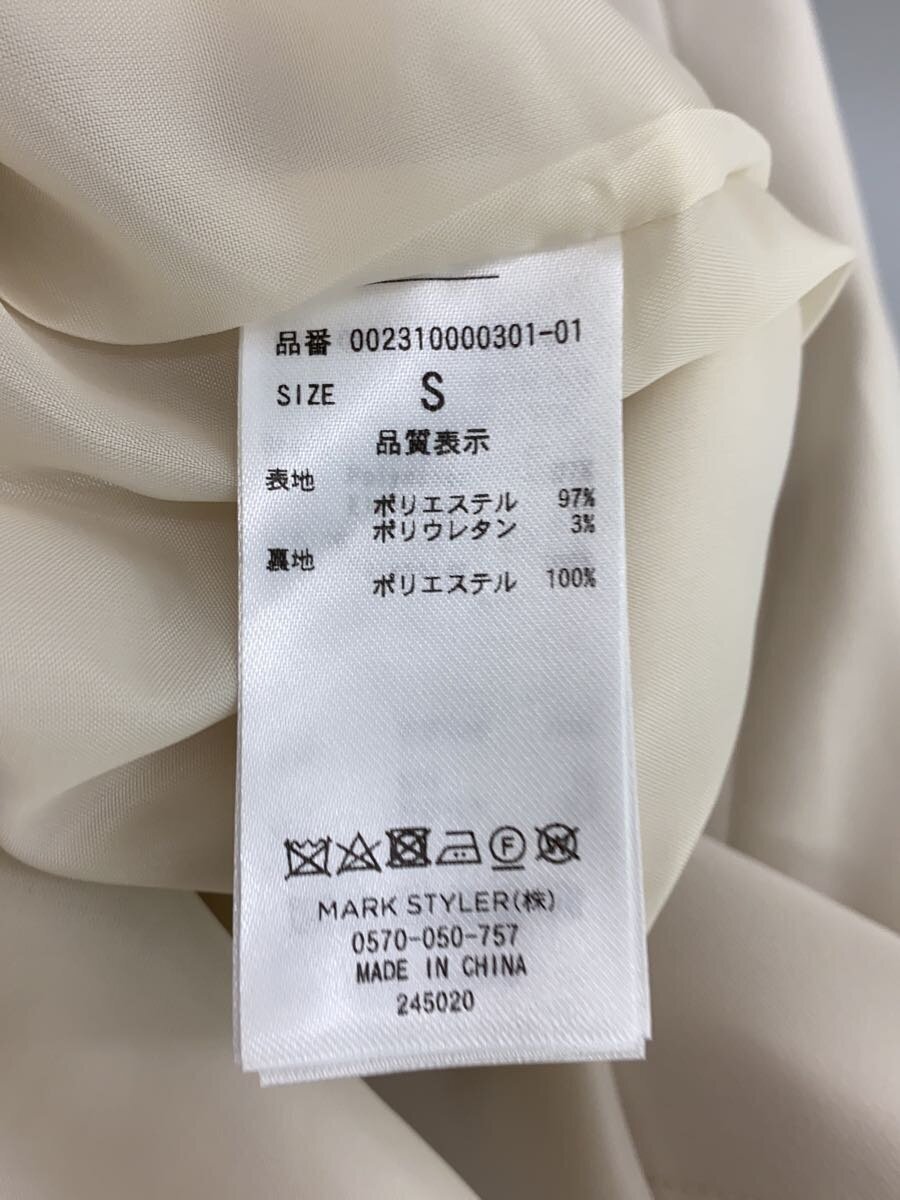 品番 002310000301-01
SIZE S
品質表示
表地
ポリエステル 97%
ポリウレタン 3%
裏地
ポリエステル 100%
F W
MARK STYLER(株)
0570-050-757
MADE IN CHINA
245020